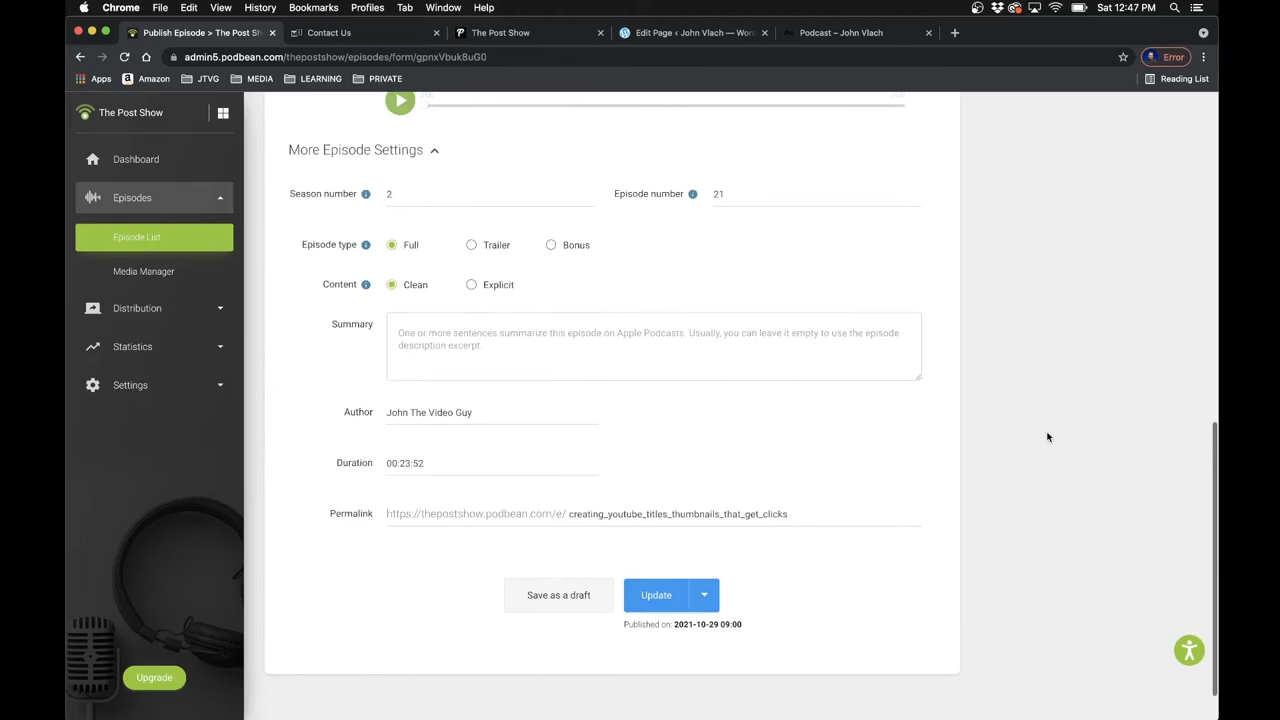 Chrome File Edit View History Bookmarks Profiles Tab Window Help Sat 12:47 PM
Publish Episode > The Post Sh Contact Us The Post Show Edit Page ‹ John Vlach — Wor Podcast – John Vlach
admin5.podbean.com/thepostshow/episodes/form/gpnxVbuk8uG0 Error
Apps Amazon JTVG MEDIA LEARNING PRIVATE Reading List
The Post Show
Dashboard
Episodes
Episode List
Media Manager
Distribution
Statistics
Settings
Upgrade
More Episode Settings
Season number 2 Episode number 21
Episode type Full Trailer Bonus
Content Clean Explicit
Summary One or more sentences summarize this episode on Apple Podcasts. Usually, you can leave it empty to use the episode
description excerpt.
Author John The Video Guy
Duration 00:23:52
Permalink https://thepostshow.podbean.com/e/ creating_youtube_titles_thumbnails_that_get_clicks
Save as a draft Update
Published on: 2021-10-29 09:00